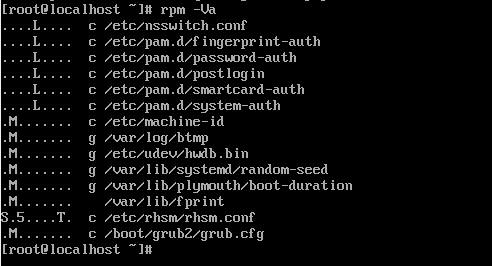 [root@localhost ~]# rpm -Va
....L....  c /etc/nsswitch.conf
....L....  c /etc/pam.d/fingerprint-auth
....L....  c /etc/pam.d/password-auth
....L....  c /etc/pam.d/postlogin
....L....  c /etc/pam.d/smartcard-auth
....L....  c /etc/pam.d/system-auth
.M.......  c /etc/machine-id
.M.......  g /var/log/btmp
.M.......  g /etc/udev/hwdb.bin
.M.......  g /var/lib/systemd/random-seed
.M.......  g /var/lib/plymouth/boot-duration
.M.......    /var/lib/fprint
S.5....T.  c /etc/rhsm/rhsm.conf
.M.......  c /boot/grub2/grub.cfg
[root@localhost ~]#